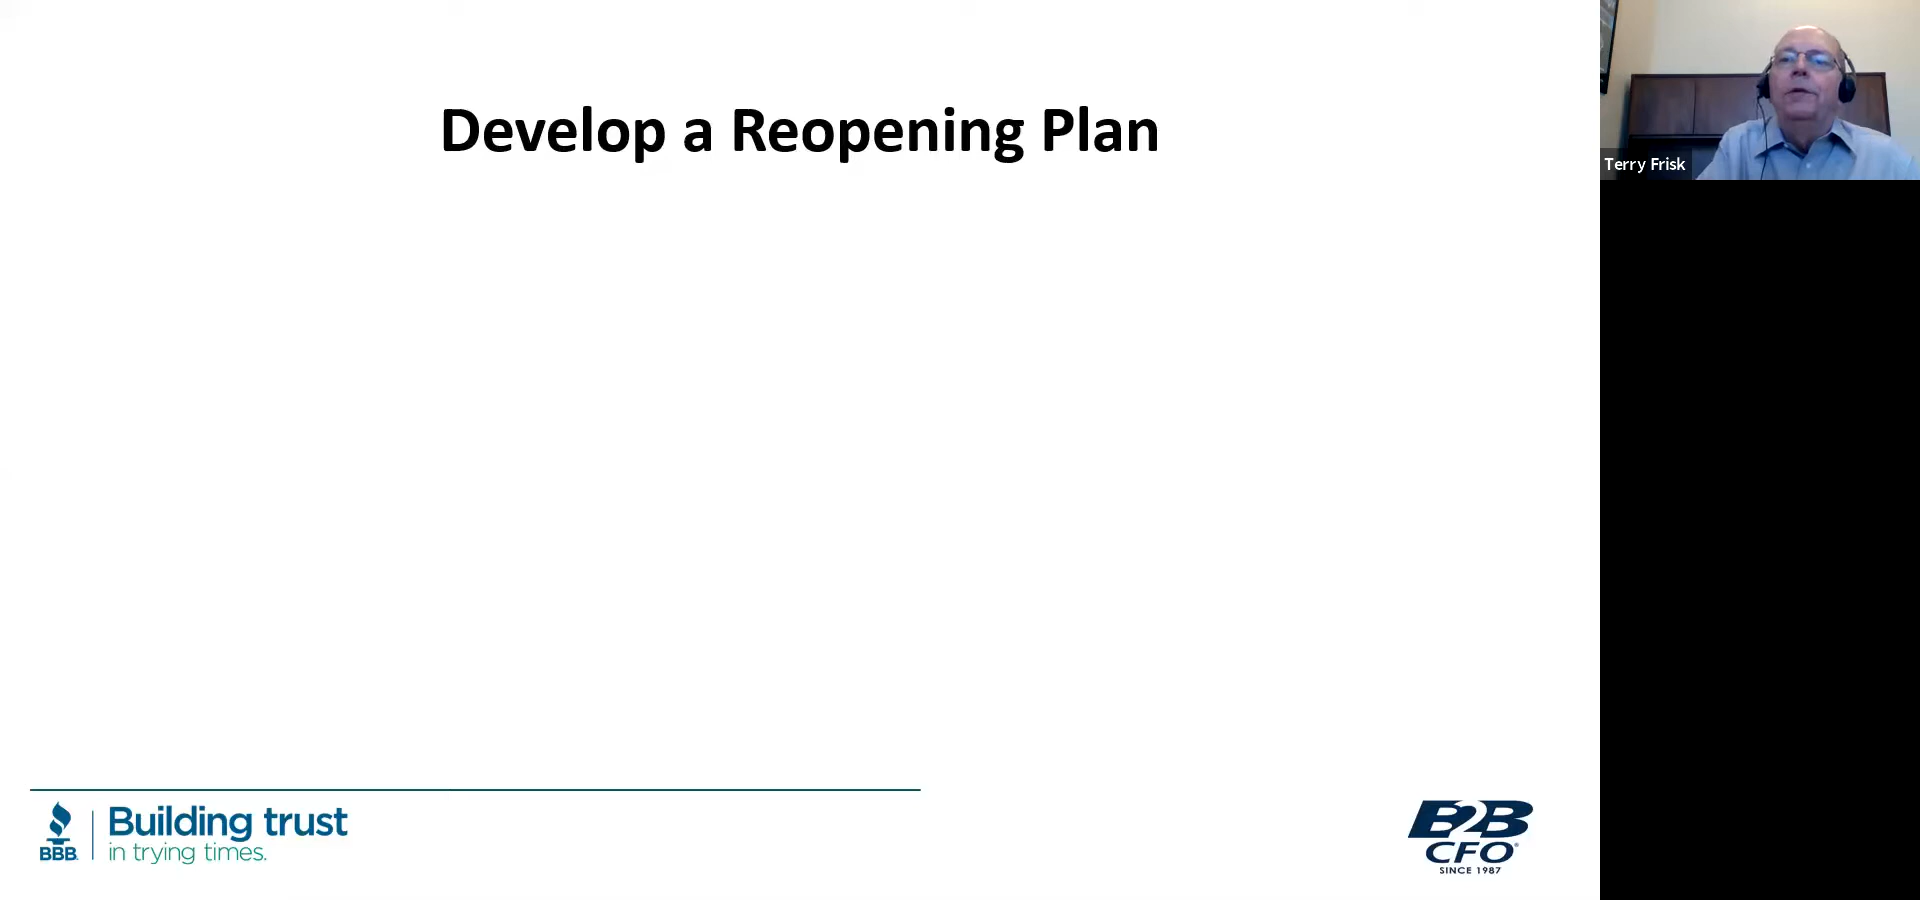 Develop a Reopening Plan
Terry Frisk
BBB
Building trust
in trying times.
B2B
CFO®
SINCE 1987